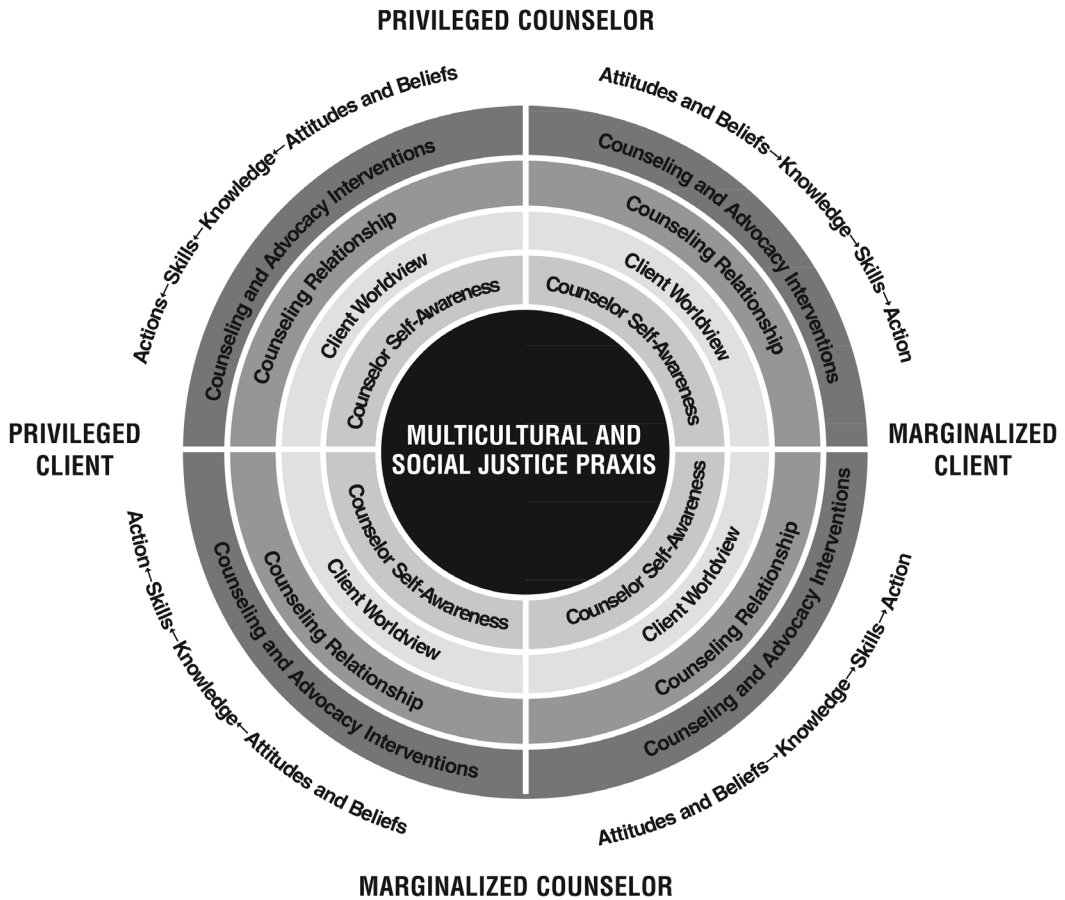 PRIVILEGED COUNSELOR
Actions←Skills←Knowledge←Attitudes and Beliefs
Attitudes and Beliefs→Knowledge→Skills→Action
Counseling and Advocacy Interventions
Counseling and Advocacy Interventions
Counseling Relationship
Counseling Relationship
Client Worldview
Client Worldview
Counselor Self-Awareness
Counselor Self-Awareness
PRIVILEGED
CLIENT
MULTICULTURAL AND
SOCIAL JUSTICE PRAXIS
MARGINALIZED
CLIENT
Counselor Self-Awareness
Counselor Self-Awareness
Client Worldview
Client Worldview
Counseling Relationship
Counseling Relationship
Counseling and Advocacy Interventions
Counseling and Advocacy Interventions
Action←Skills←Knowledge←Attitudes and Beliefs
Attitudes and Beliefs→Knowledge→Skills→Action
MARGINALIZED COUNSELOR